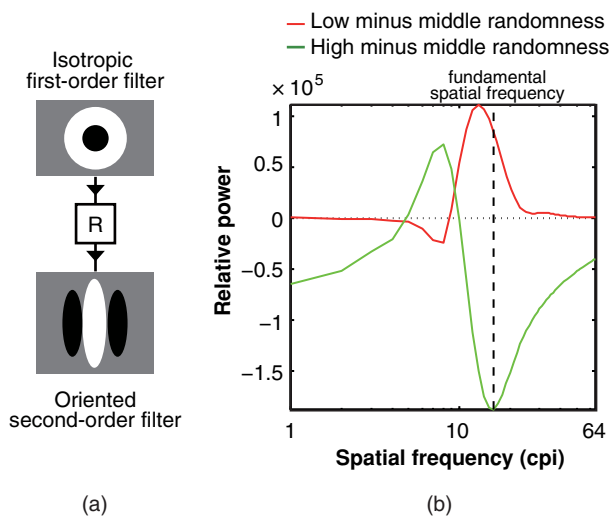 Isotropic
first-order filter
R
Oriented
second-order filter
(a)
Low minus middle randomness
High minus middle randomness
× 10^5
fundamental
spatial frequency
Relative power
1
0.5
0
−0.5
−1
−1.5
1
10
64
Spatial frequency (cpi)
(b)